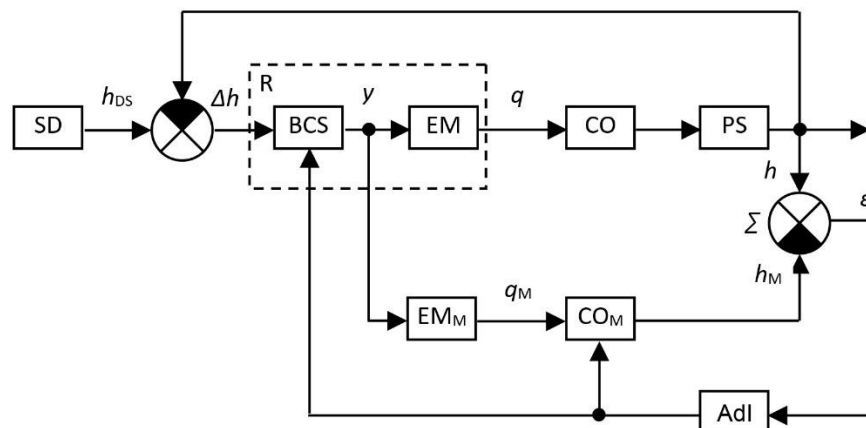 R
SD
h_DS
Δh
BCS
y
EM
q
CO
PS
h
Σ
ε
h_M
EM_M
q_M
CO_M
AdI